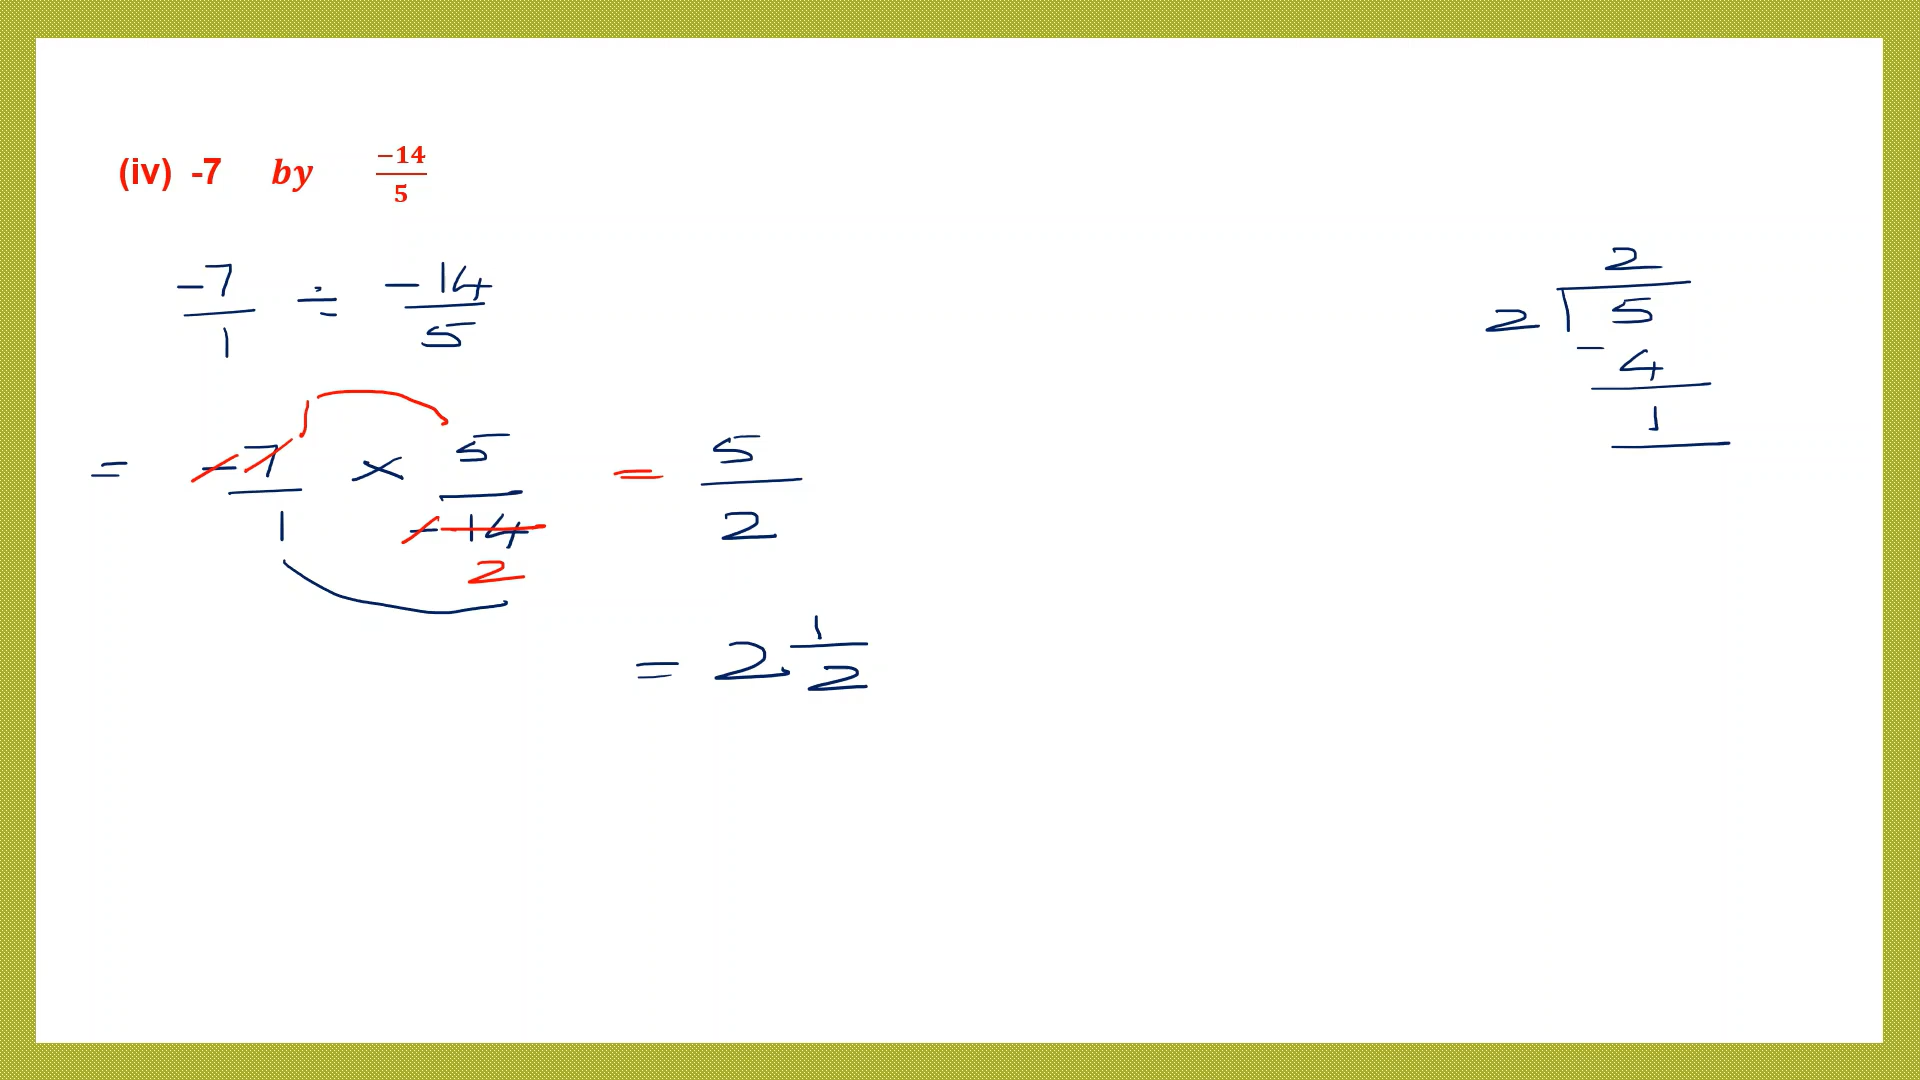 (iv) -7 by −14/5
-7/1 ÷ -14/5
= -7/1 × 5/-14 = 5/2
1
2
= 2 1/2
2
2 5
- 4
1